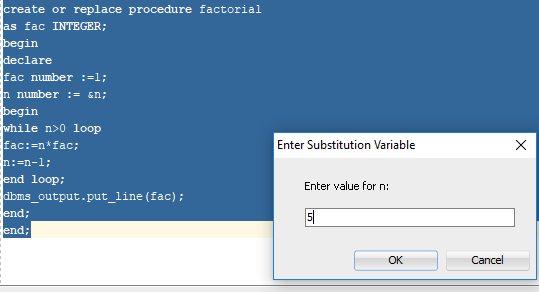 create or replace procedure factorial
as fac INTEGER;
begin
declare
fac number :=1;
n number := &n;
begin
while n>0 loop
fac:=n*fac;
n:=n-1;
end loop;
dbms_output.put_line(fac);
end;
end;
Enter Substitution Variable
Enter value for n:
5
OK Cancel